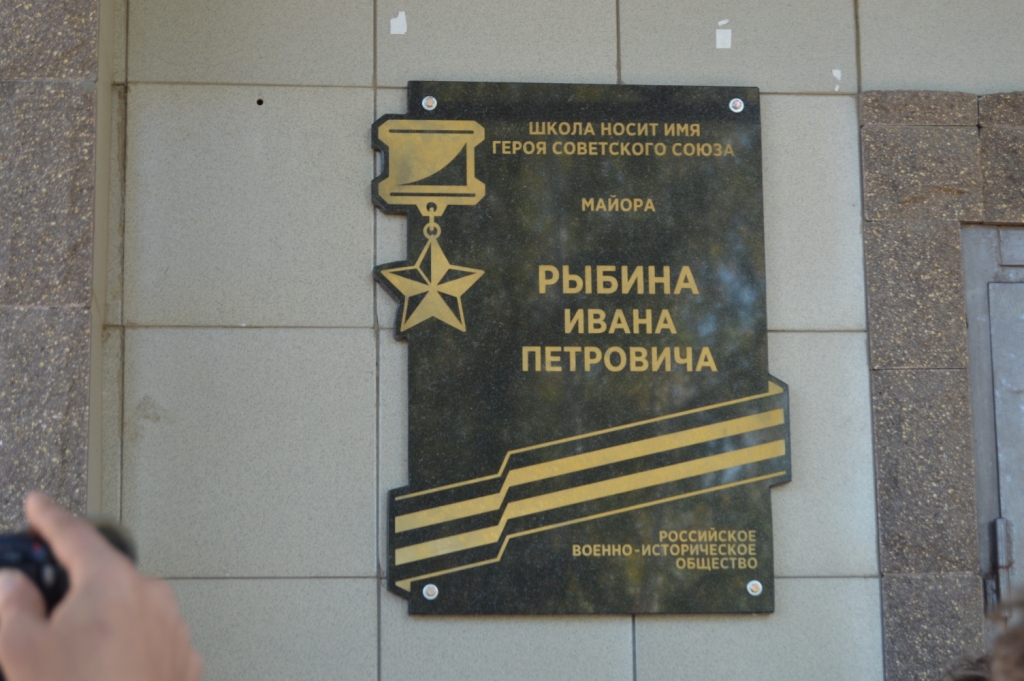 ШКОЛА НОСИТ ИМЯ
ГЕРОЯ СОВЕТСКОГО СОЮЗА
МАЙОРА
РЫБИНА
ИВАНА
ПЕТРОВИЧА
РОССИЙСКОЕ
ВОЕННО-ИСТОРИЧЕСКОЕ
ОБЩЕСТВО